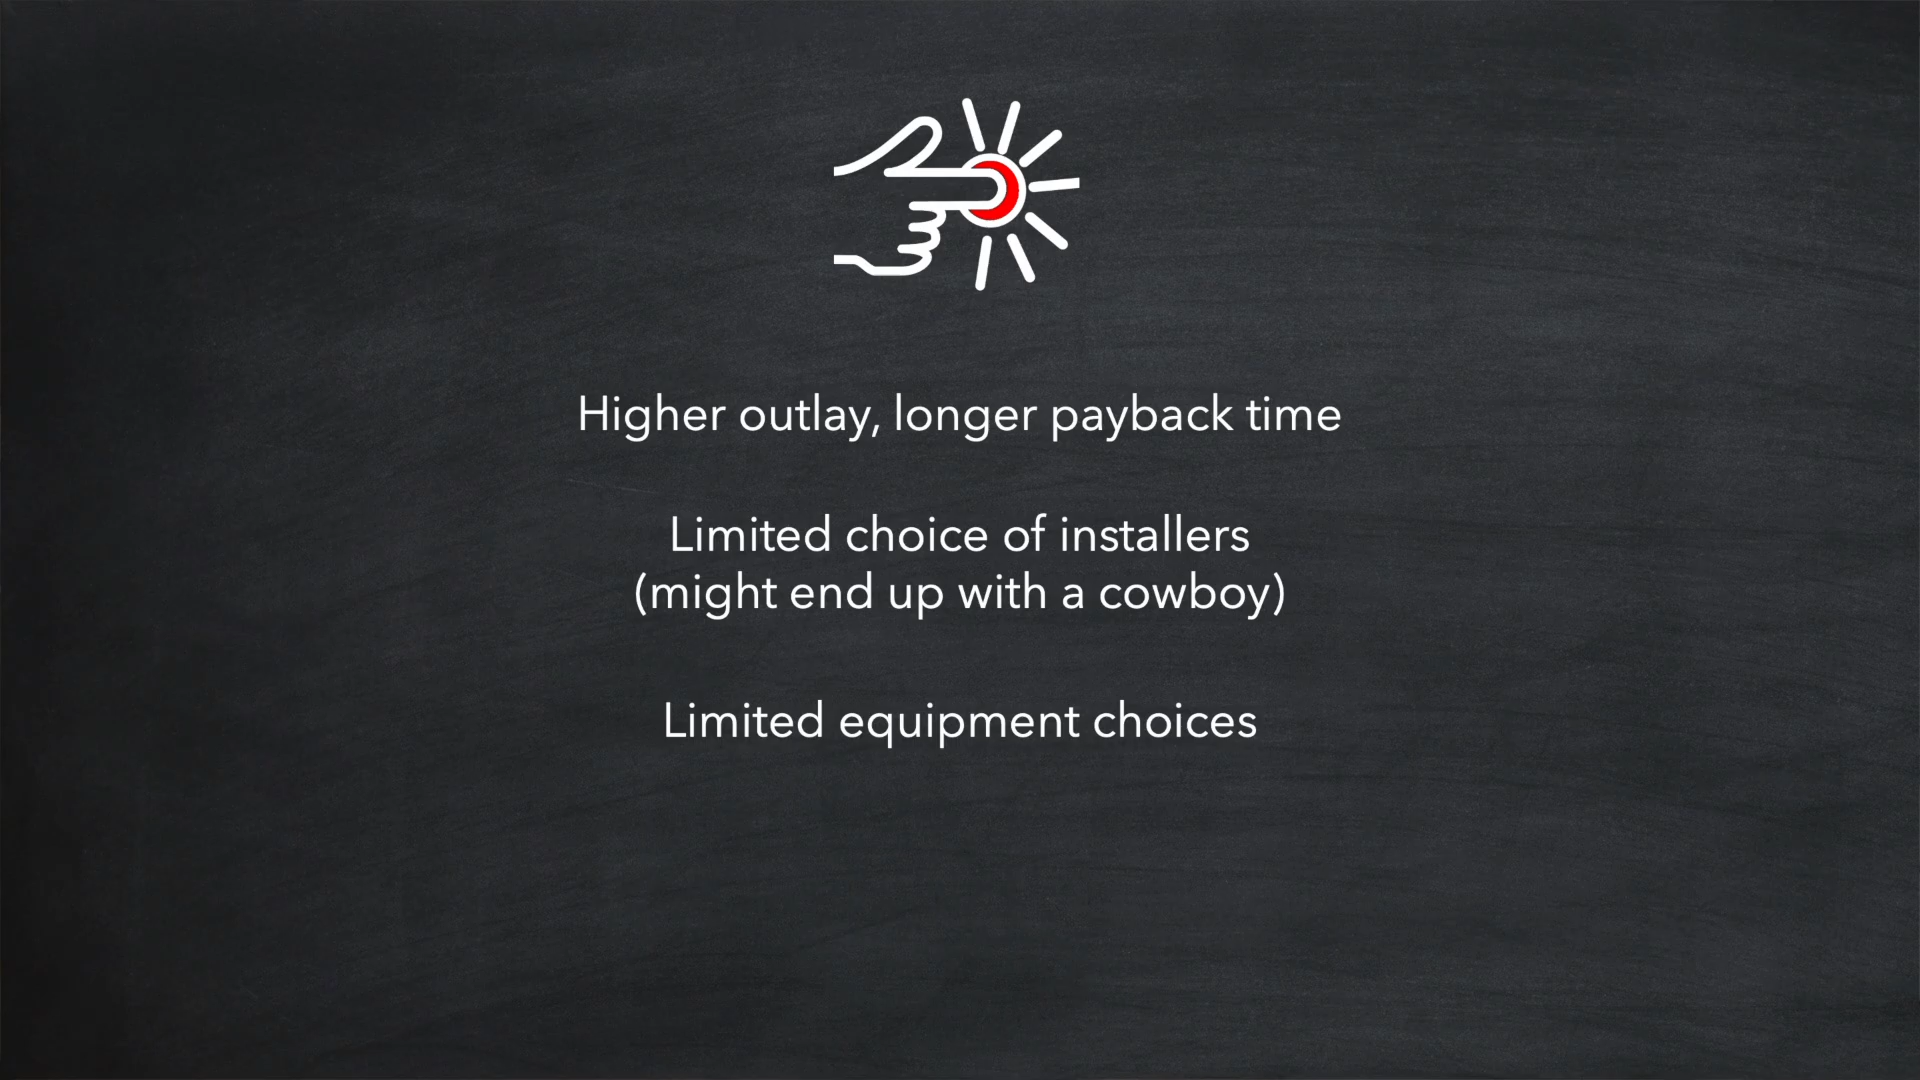 Higher outlay, longer payback time
Limited choice of installers
(might end up with a cowboy)
Limited equipment choices